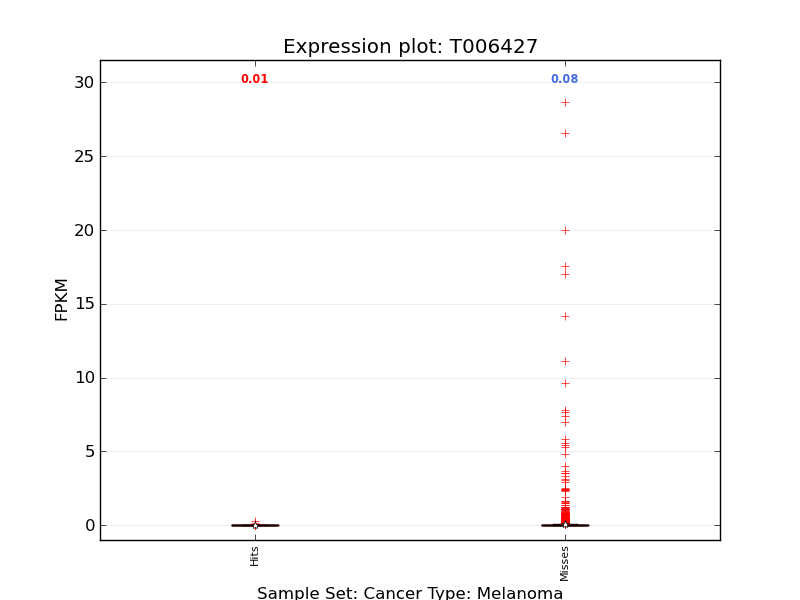 Expression plot: T006427
0.01
0.08
30
25
20
15
10
5
0
FPKM
Hits
Misses
Sample Set: Cancer Type: Melanoma